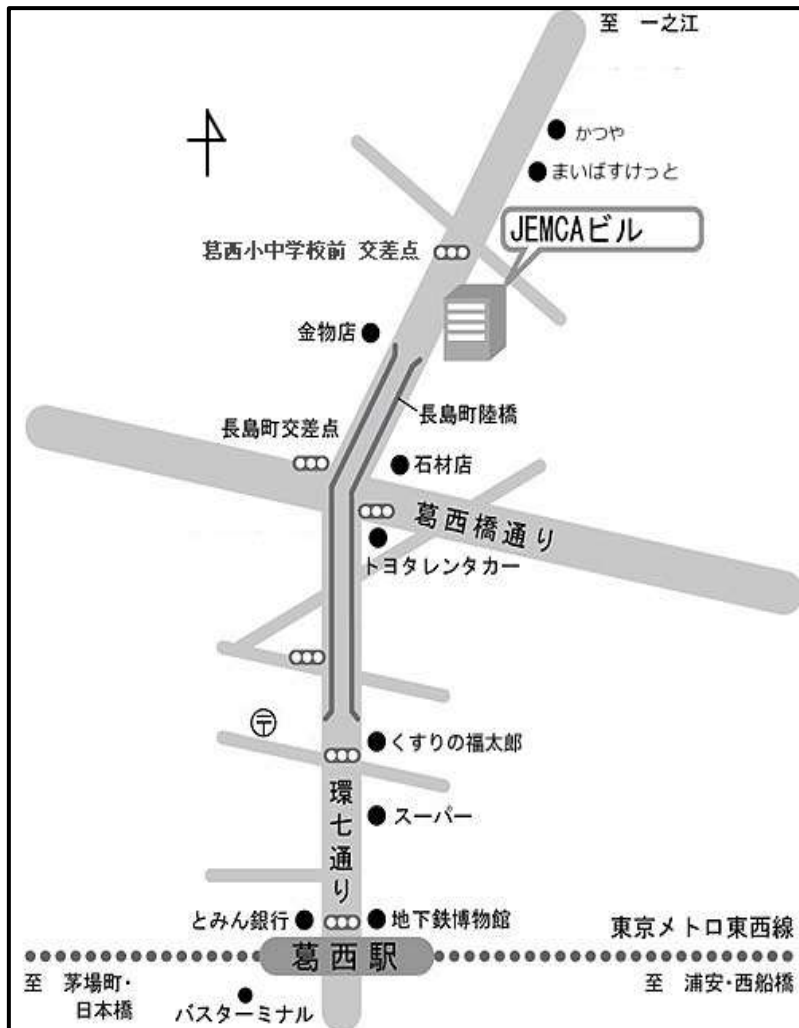 至 一之江
かつや
まいばすけっと
JEMCAビル
葛西小中学校前 交差点
金物店
長島町陸橋
長島町交差点
石材店
葛西橋通り
トヨタレンタカー
〒
くすりの福太郎
環七通り
スーパー
とみん銀行
地下鉄博物館
東京メトロ東西線
葛西駅
至 茅場町・
日本橋
至 浦安・西船橋
バスターミナル